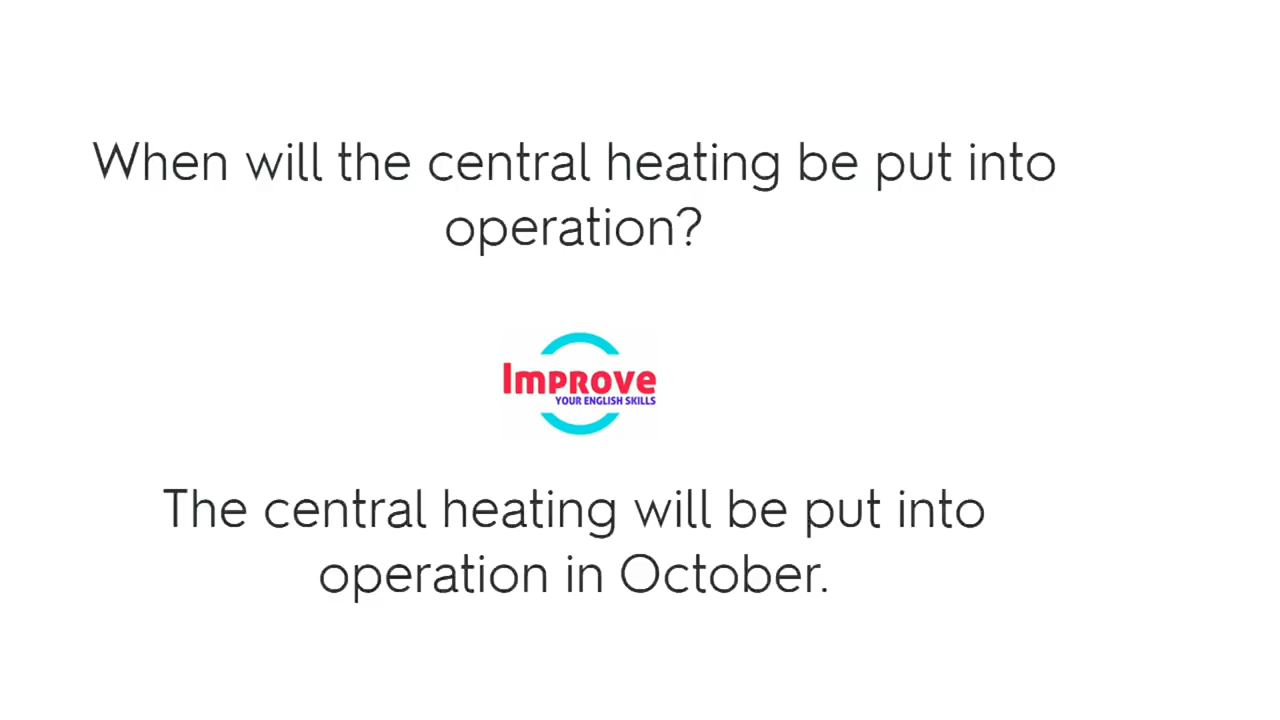 When will the central heating be put into
operation?
Improve
YOUR ENGLISH SKILLS
The central heating will be put into
operation in October.